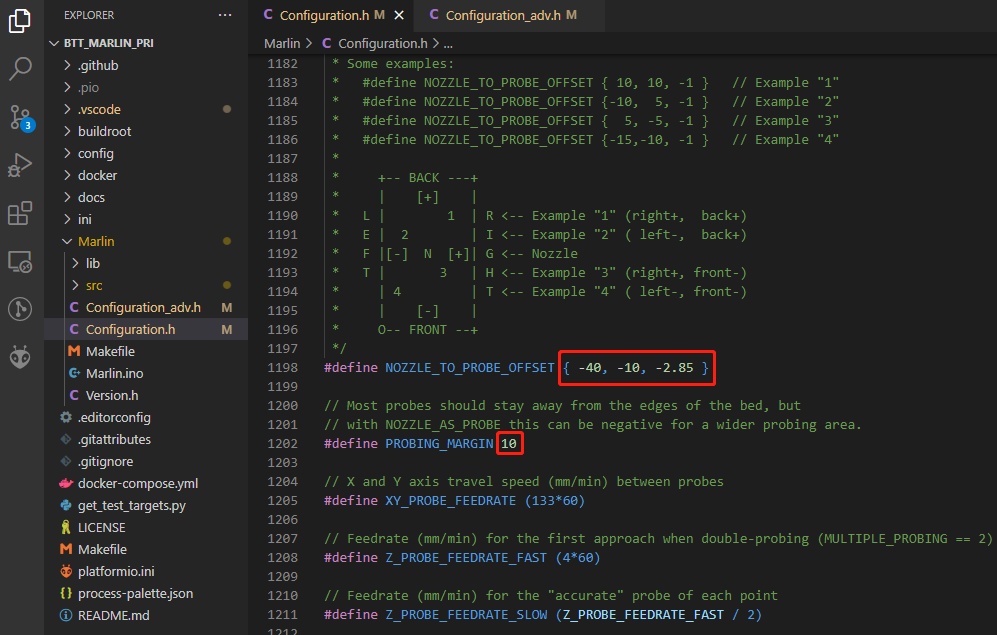 EXPLORER
BTT_MARLIN_PRI
.github
.pio
.vscode
buildroot
config
docker
docs
ini
Marlin
lib
src
Configuration_adv.h M
Configuration.h M
Makefile
Marlin.ino
Version.h
.editorconfig
.gitattributes
.gitignore
docker-compose.yml
get_test_targets.py
LICENSE
Makefile
platformio.ini
process-palette.json
README.md
3
C Configuration.h M
C Configuration_adv.h M
Marlin > C Configuration.h > ...
1182 * Some examples:
1183 *   #define NOZZLE_TO_PROBE_OFFSET { 10, 10, -1 }   // Example "1"
1184 *   #define NOZZLE_TO_PROBE_OFFSET {-10,  5, -1 }   // Example "2"
1185 *   #define NOZZLE_TO_PROBE_OFFSET {  5, -5, -1 }   // Example "3"
1186 *   #define NOZZLE_TO_PROBE_OFFSET {-15,-10, -1 }   // Example "4"
1187 *
1188 *     +-- BACK ---+
1189 *     |    [+]    |
1190 *   L |        1  | R <-- Example "1" (right+,  back+)
1191 *   E |  2        | I <-- Example "2" ( left-,  back+)
1192 *   F |[-]  N  [+]| G <-- Nozzle
1193 *   T |       3   | H <-- Example "3" (right+, front-)
1194 *     | 4         | T <-- Example "4" ( left-, front-)
1195 *     |    [-]    |
1196 *     O-- FRONT --+
1197 */
1198 #define NOZZLE_TO_PROBE_OFFSET { -40, -10, -2.85 }
1199
1200 // Most probes should stay away from the edges of the bed, but
1201 // with NOZZLE_AS_PROBE this can be negative for a wider probing area.
1202 #define PROBING_MARGIN 10
1203
1204 // X and Y axis travel speed (mm/min) between probes
1205 #define XY_PROBE_FEEDRATE (133*60)
1206
1207 // Feedrate (mm/min) for the first approach when double-probing (MULTIPLE_PROBING == 2)
1208 #define Z_PROBE_FEEDRATE_FAST (4*60)
1209
1210 // Feedrate (mm/min) for the "accurate" probe of each point
1211 #define Z_PROBE_FEEDRATE_SLOW (Z_PROBE_FEEDRATE_FAST / 2)
1212